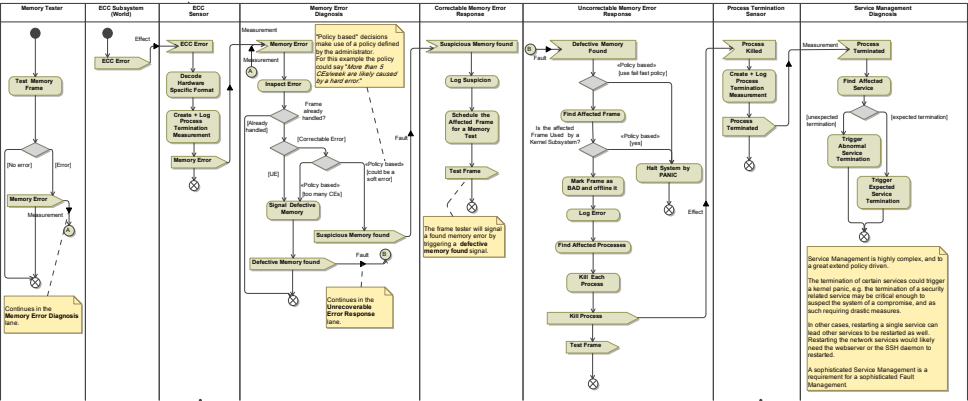 Memory Tester
ECC Subsystem
(World)
ECC
Sensor
Memory Error
Diagnosis
Correctable Memory Error
Response
Uncorrectable Memory Error
Response
Process Termination
Sensor
Service Management
Diagnosis
Test Memory
Frame
[No error]
[Error]
Memory Error
Measurement
A
Continues in the
Memory Error Diagnosis
lane.
Effect
ECC Error
ECC Error
Decode
Hardware
Specific Format
Create + Log
Process
Termination
Measurement
Memory Error
Measurement
Memory Error
Measurement
A
"Policy based" decisions
make use of a policy defined
by the administrator.
For this example the policy
could say "More than 5
CEs/week are likely caused
by a hard error."
Inspect Error
Frame
already
handled?
[Already
handled]
[Correctable Error]
[UE]
«Policy based»
[could be a
soft error]
«Policy based»
[too many CEs]
Signal Defective
Memory
Suspicious Memory found
Defective Memory found
Fault
B
Continues in the
Unrecoverable
Error Response
lane.
Fault
Suspicious Memory found
Log Suspicion
Schedule the
Affected Frame
for a Memory
Test
Test Frame
The frame tester will signal
a found memory error by
triggering a defective
memory found signal.
B
Fault
Defective Memory
Found
«Policy based»
[use fail fast policy]
Find Affected Frame
Is the affected
Frame Used by a
Kernel Subsystem?
«Policy based»
[yes]
Halt System by
PANIC
Mark Frame as
BAD and offline it
Log Error
Find Affected Processes
Kill Each
Process
Kill Process
Test Frame
Effect
Process
Killed
Create + Log
Process
Termination
Measurement
Process
Terminated
Measurement
Process
Terminated
Find Affected
Service
[unexpected
termination]
[expected termination]
Trigger
Abnormal
Service
Termination
Trigger
Expected
Service
Termination
Service Management is highly complex, and to
a great extend policy driven.
The termination of certain services could trigger
a kernel panic, e.g. the termination of a security
related service may be critical enough to
suspect the system of a compromise, and as
such requiring drastic measures.
In other cases, restarting a single service can
lead other services to be restarted as well.
Restarting the network services would likely
need the webserver or the SSH daemon to
restarted.
A sophisticated Service Management is a
requirement for a sophisticated Fault
Management.